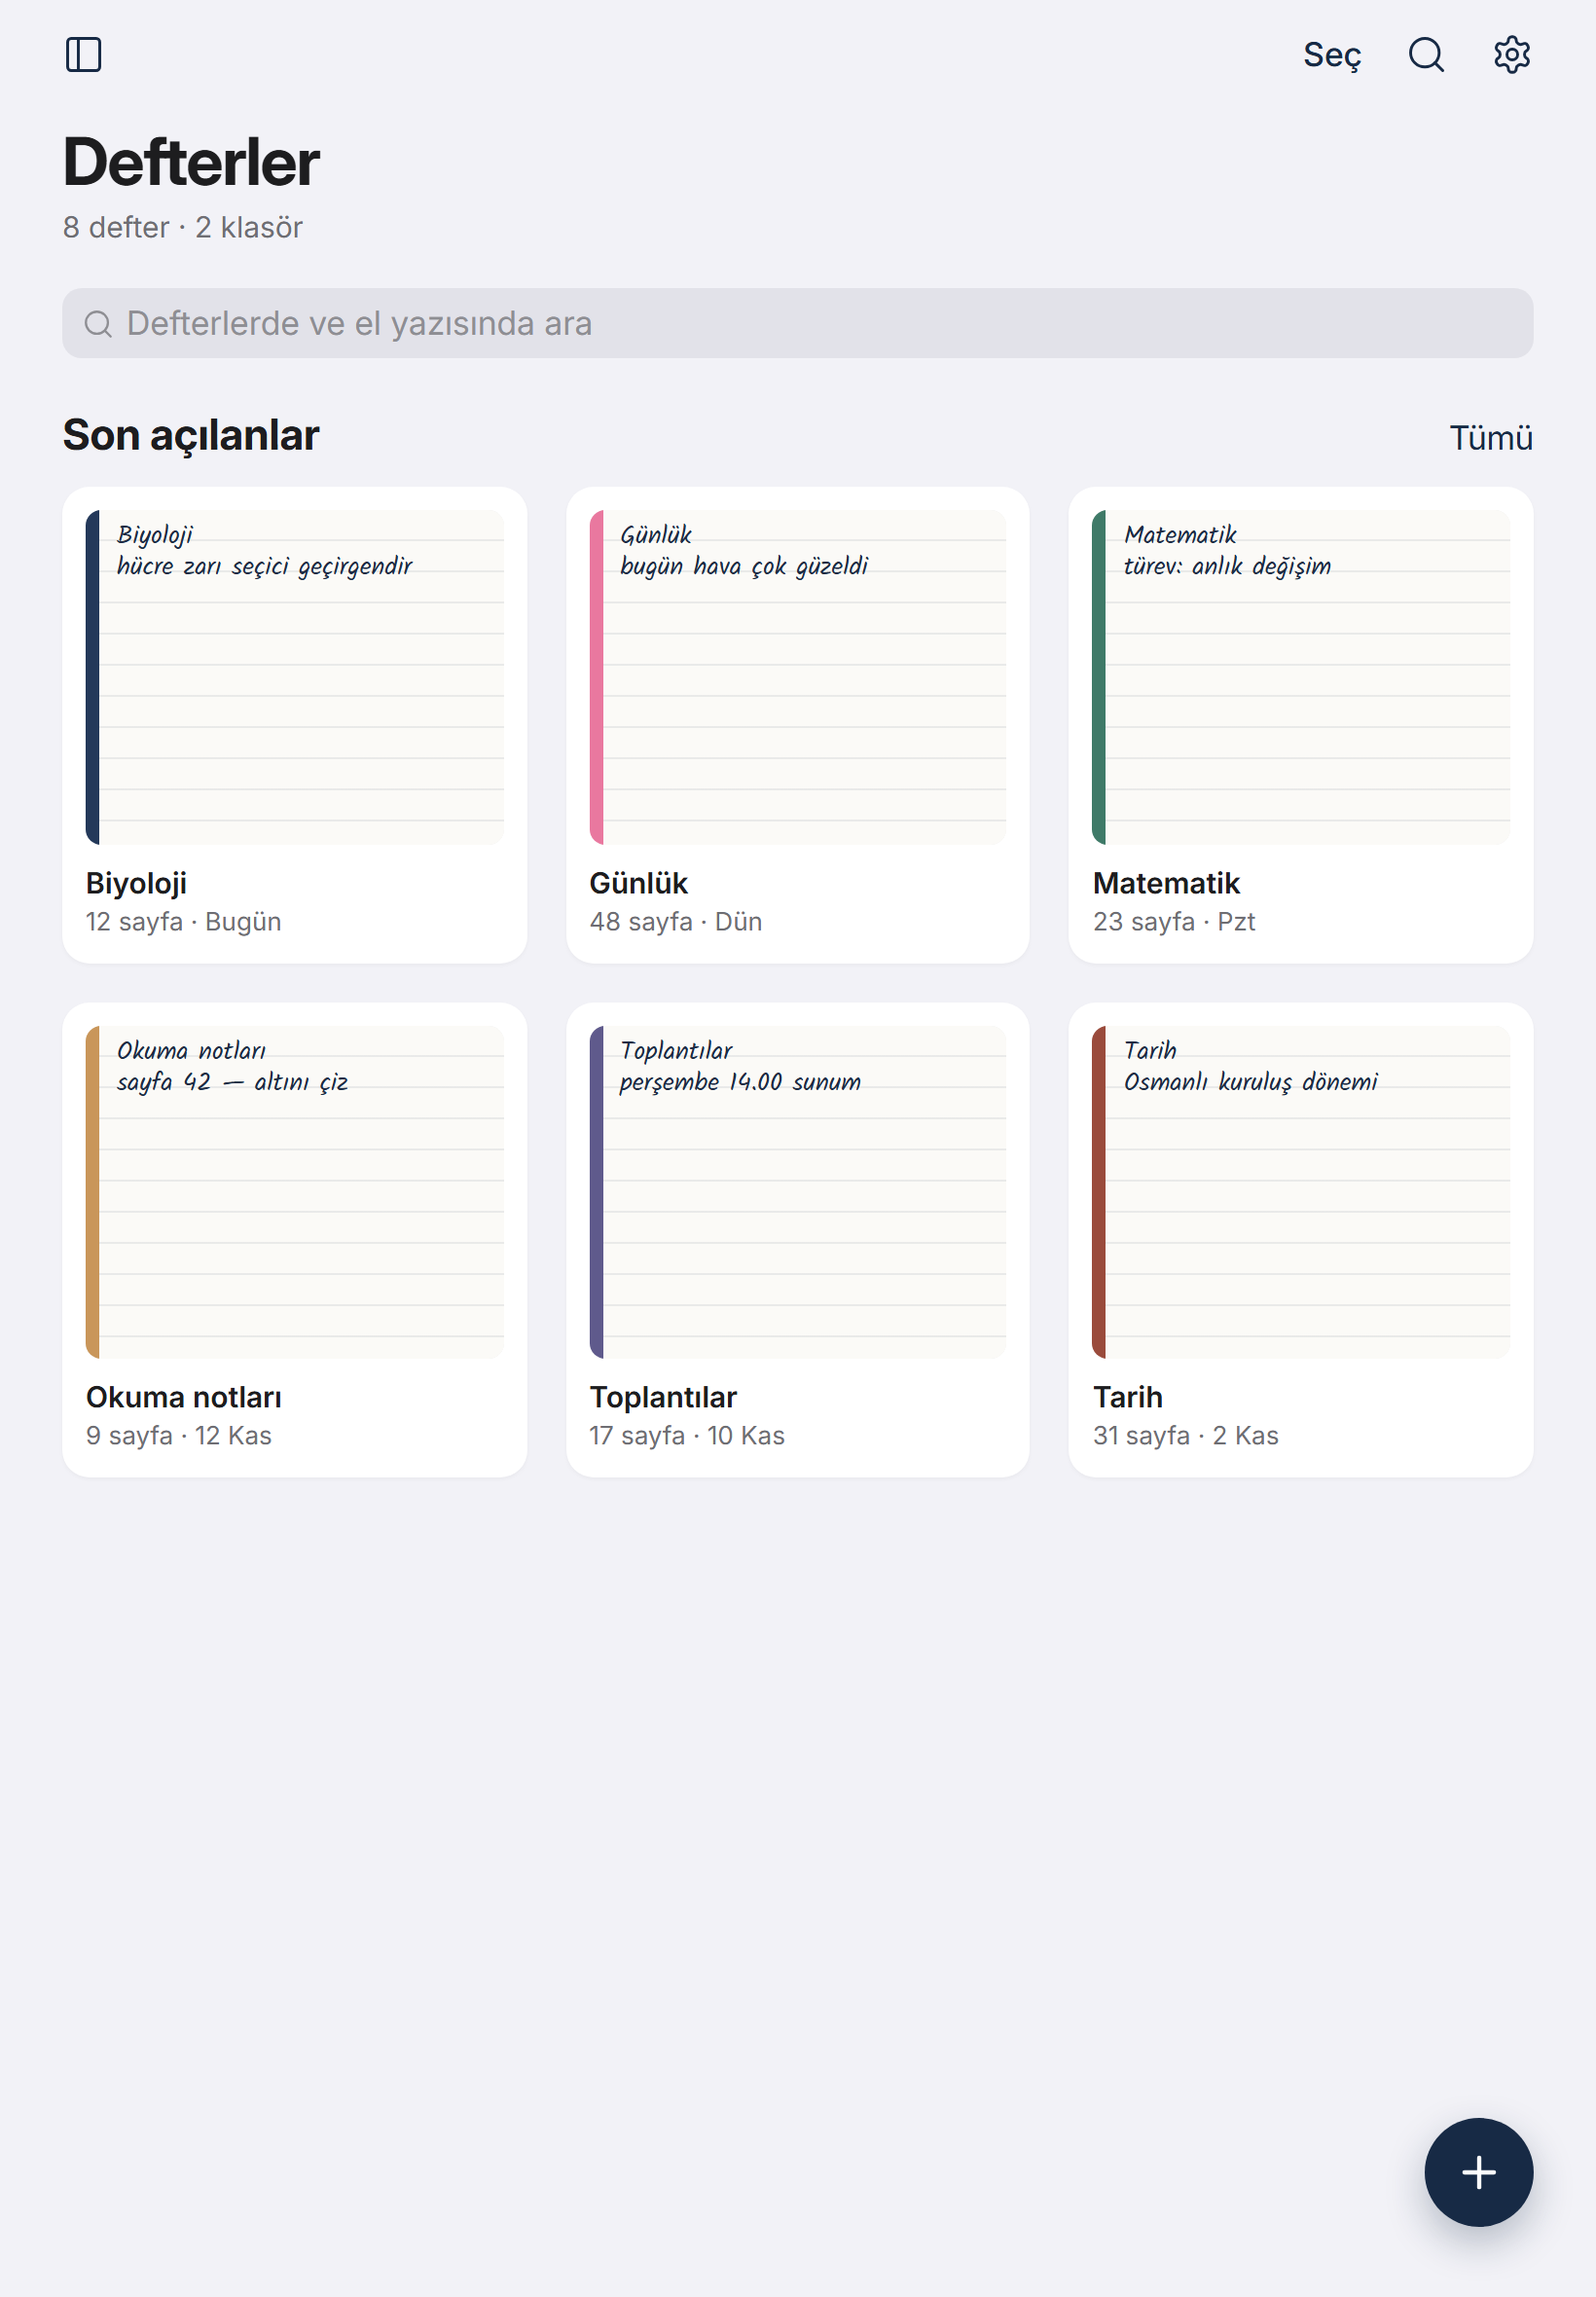 Seç
Defterler
8 defter · 2 klasör
Defterlerde ve el yazısında ara
Son açılanlar
Tümü
Biyoloji
hücre zarı seçici geçirgendir
Biyoloji
12 sayfa · Bugün
Günlük
bugün hava çok güzeldi
Günlük
48 sayfa · Dün
Matematik
türev: anlık değişim
Matematik
23 sayfa · Pzt
Okuma notları
sayfa 42 — altını çiz
Okuma notları
9 sayfa · 12 Kas
Toplantılar
perşembe 14.00 sunum
Toplantılar
17 sayfa · 10 Kas
Tarih
Osmanlı kuruluş dönemi
Tarih
31 sayfa · 2 Kas